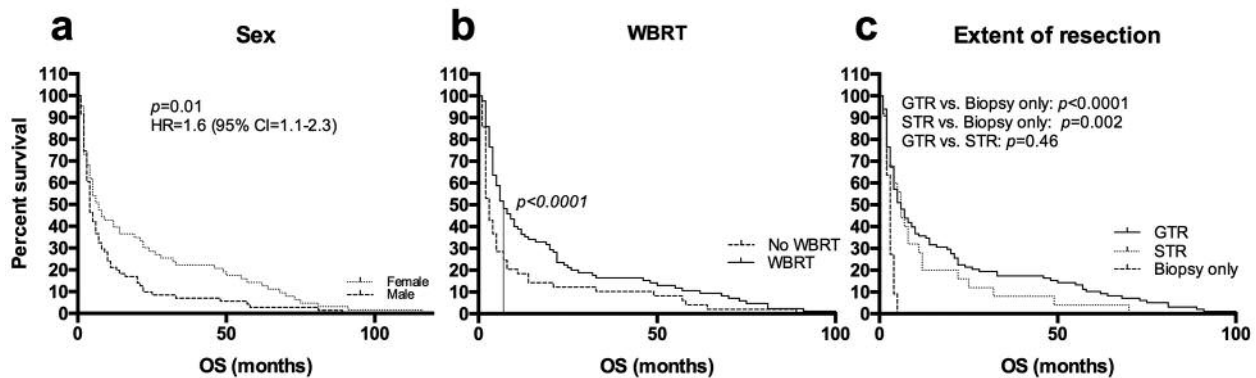 a
Sex
110
100
90
80
70
60
50
40
30
20
10
0
Percent survival
p=0.01
HR=1.6 (95% CI=1.1-2.3)
Female
Male
0
50
100
OS (months)
b
WBRT
110
100
90
80
70
60
50
40
30
20
10
0
p<0.0001
No WBRT
WBRT
0
50
100
OS (months)
c
Extent of resection
110
100
90
80
70
60
50
40
30
20
10
0
GTR vs. Biopsy only: p<0.0001
STR vs. Biopsy only: p=0.002
GTR vs. STR: p=0.46
GTR
STR
Biopsy only
0
50
100
OS (months)